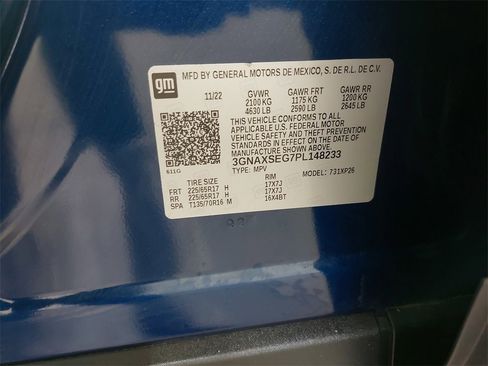 gm
MFD BY GENERAL MOTORS DE MEXICO, S. DE R.L. DE C.V.
11/22 GVWR GAWR FRT GAWR RR
2100 KG 1175 KG 1200 KG
4630 LB 2590 LB 2645 LB
THIS VEHICLE CONFORMS TO ALL
APPLICABLE U.S. FEDERAL MOTOR
VEHICLE SAFETY AND THEFT PREVENTION
STANDARDS IN EFFECT ON THE DATE OF
MANUFACTURE SHOWN ABOVE.
3GNAXSEG7PL148233
611G TYPE: MPV
TIRE SIZE RIM MODEL: 731XP26
FRT 225/65R17 H 17X7J
RR 225/65R17 H 17X7J
SPA T135/70R16 M 16X4BT